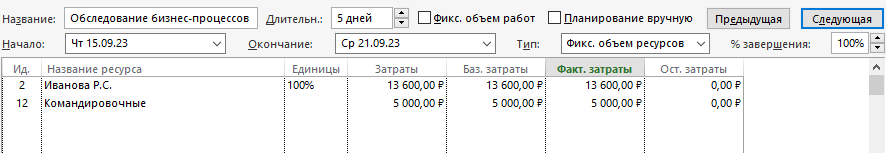 Название: Обследование бизнес-процессов Длительн.: 5 дней Фикс. объем работ Планирование вручную Предыдущая Следующая
Начало: Чт 15.09.23 Окончание: Ср 21.09.23 Тип: Фикс. объем ресурсов % завершения: 100%
Ид. Название ресурса Единицы Затраты Баз. затраты Факт. затраты Ост. затраты
2 Иванова Р.С. 100% 13 600,00 ₽ 13 600,00 ₽ 13 600,00 ₽ 0,00 ₽
12 Командировочные 5 000,00 ₽ 5 000,00 ₽ 5 000,00 ₽ 0,00 ₽